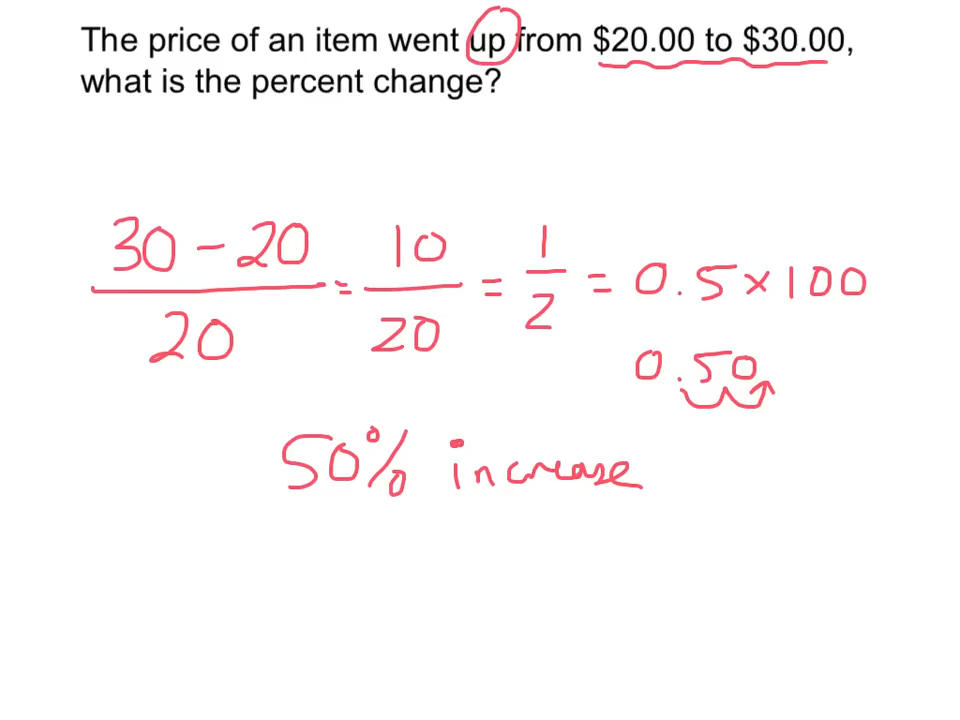 The price of an item went up from $20.00 to $30.00,
what is the percent change?
30 - 20 / 20 = 10 / 20 = 1 / 2 = 0.5 × 100
0.50
50% increase